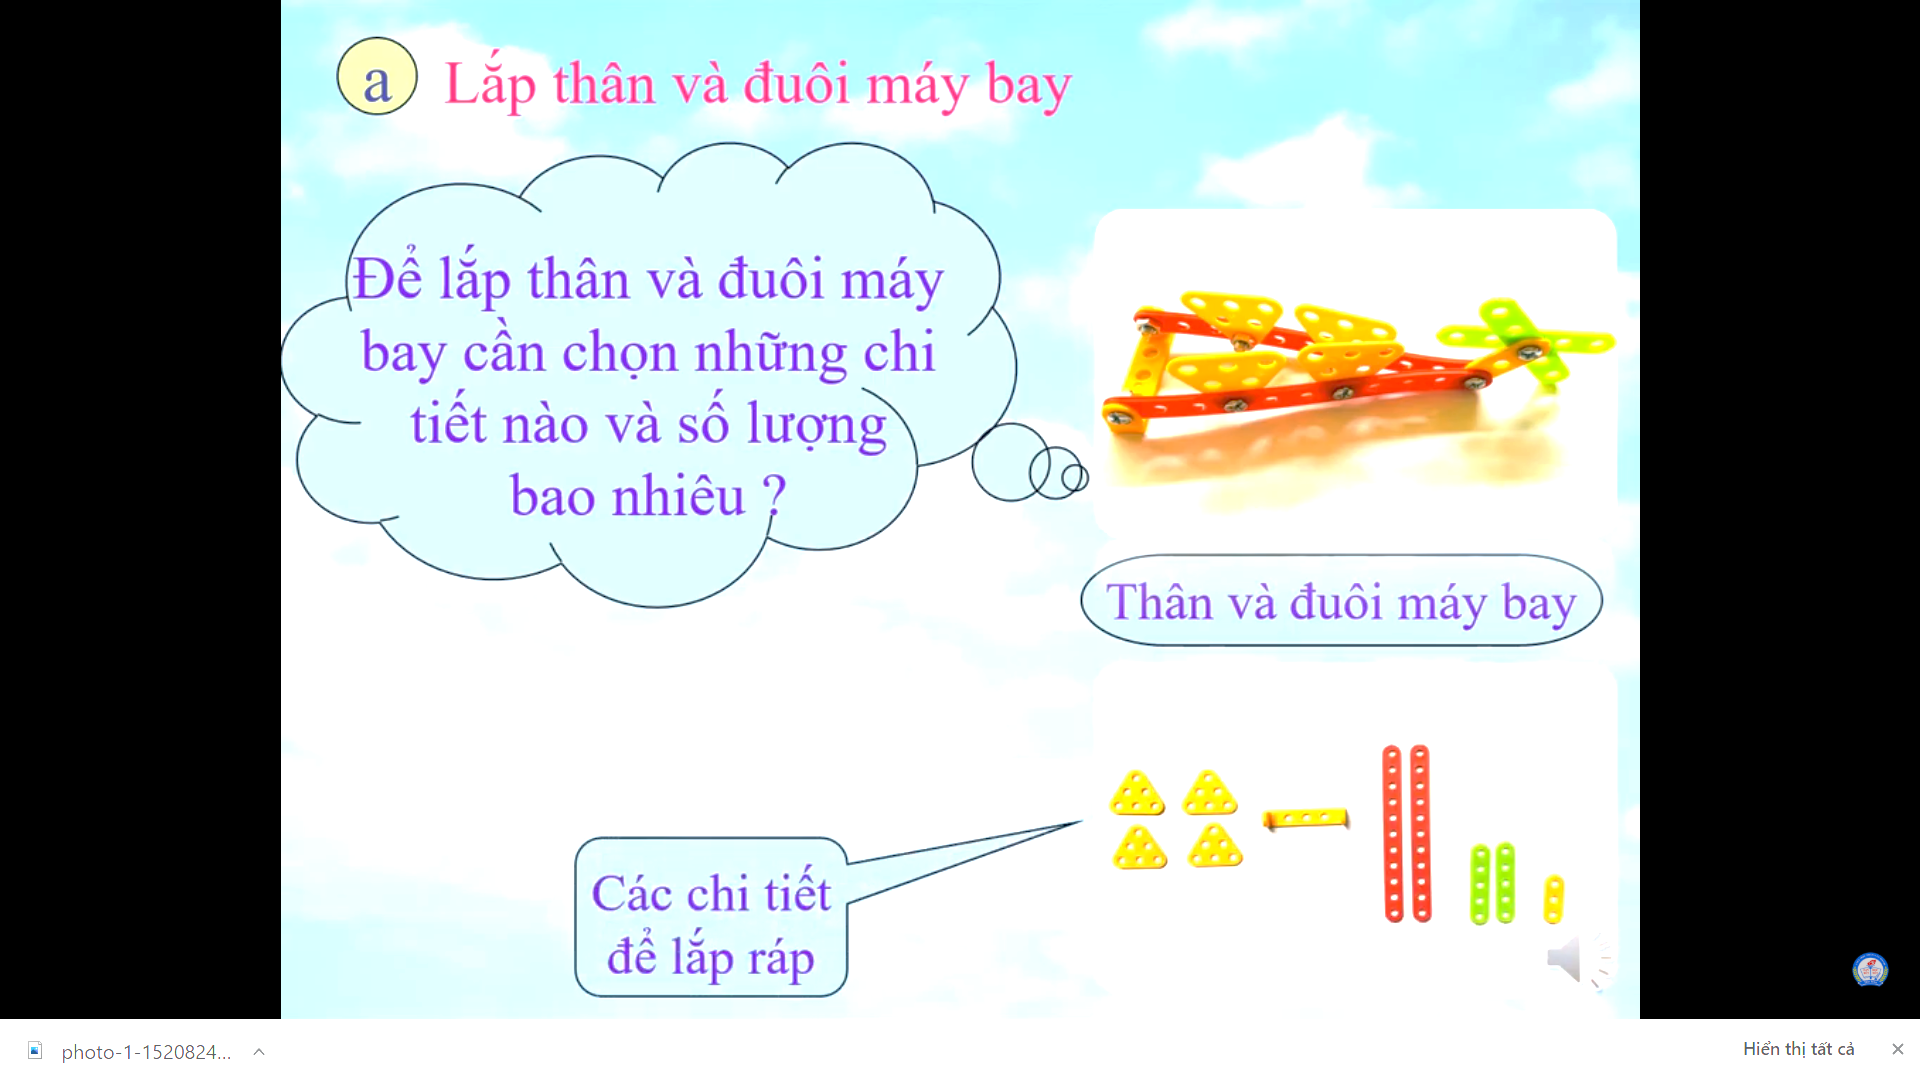 a
Lắp thân và đuôi máy bay
Để lắp thân và đuôi máy
bay cần chọn những chi
tiết nào và số lượng
bao nhiêu ?
Thân và đuôi máy bay
Các chi tiết
để lắp ráp
photo-1-1520824...
Hiển thị tất cả